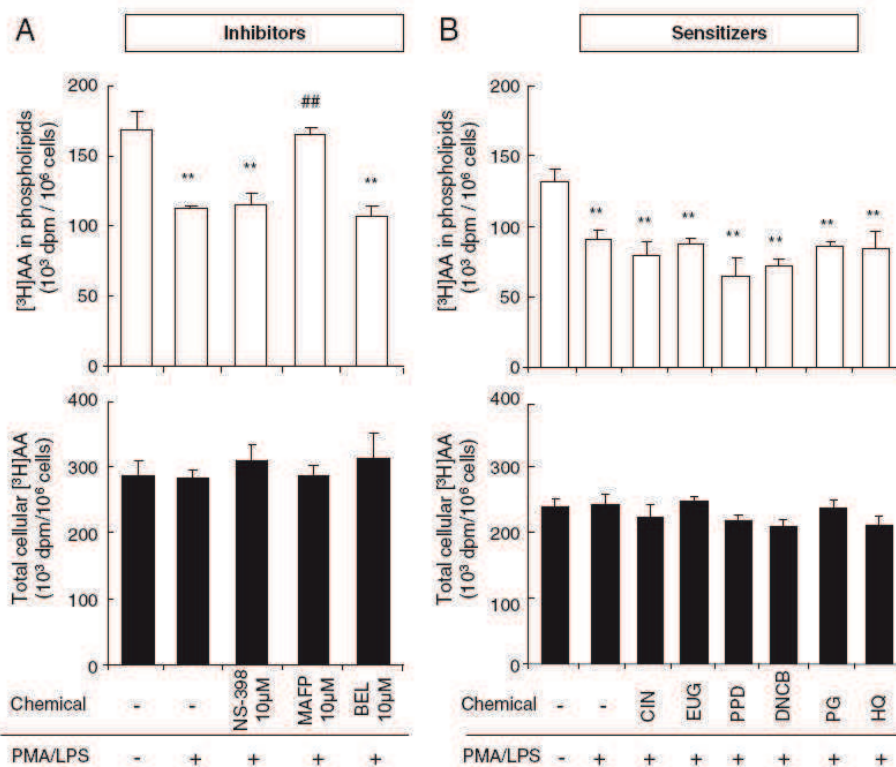 A
Inhibitors
B
Sensitizers
[³H]AA in phospholipids
(10³ dpm / 10⁶ cells)
200
150
100
50
0
**
**
##
**
[³H]AA in phospholipids
(10³ dpm / 10⁶ cells)
200
150
100
50
0
**
**
**
**
**
**
**
Total cellular [³H]AA
(10³ dpm/10⁶ cells)
400
300
200
100
0
Total cellular [³H]AA
(10³ dpm/10⁶ cells)
400
300
200
100
0
Chemical - - NS-398 10µM MAFP 10µM BEL 10µM
PMA/LPS - + + + +
Chemical - - CIN EUG PPD DNCB PG HQ
PMA/LPS - + + + + + + +